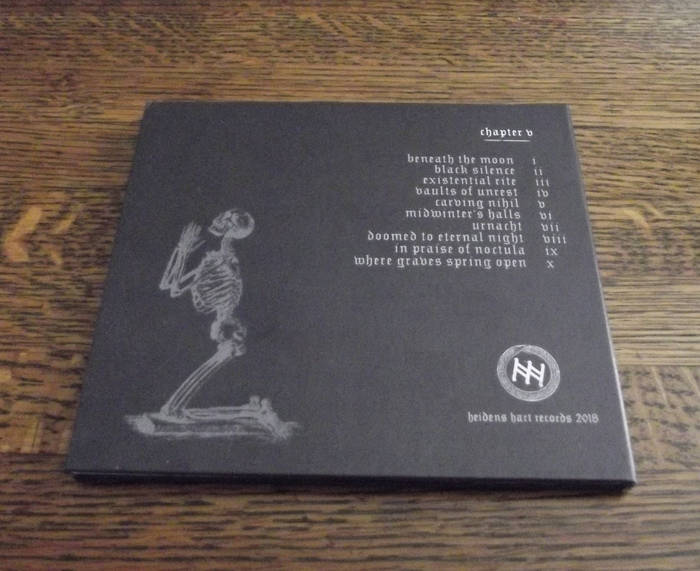 chapter v
beneath the moon i
black silence ii
existential rite iii
vaults of unrest iv
carving nihil v
midwinter's halls vi
urnacht vii
doomed to eternal night viii
in praise of noctula ix
where graves spring open x
heidens hart records 2018